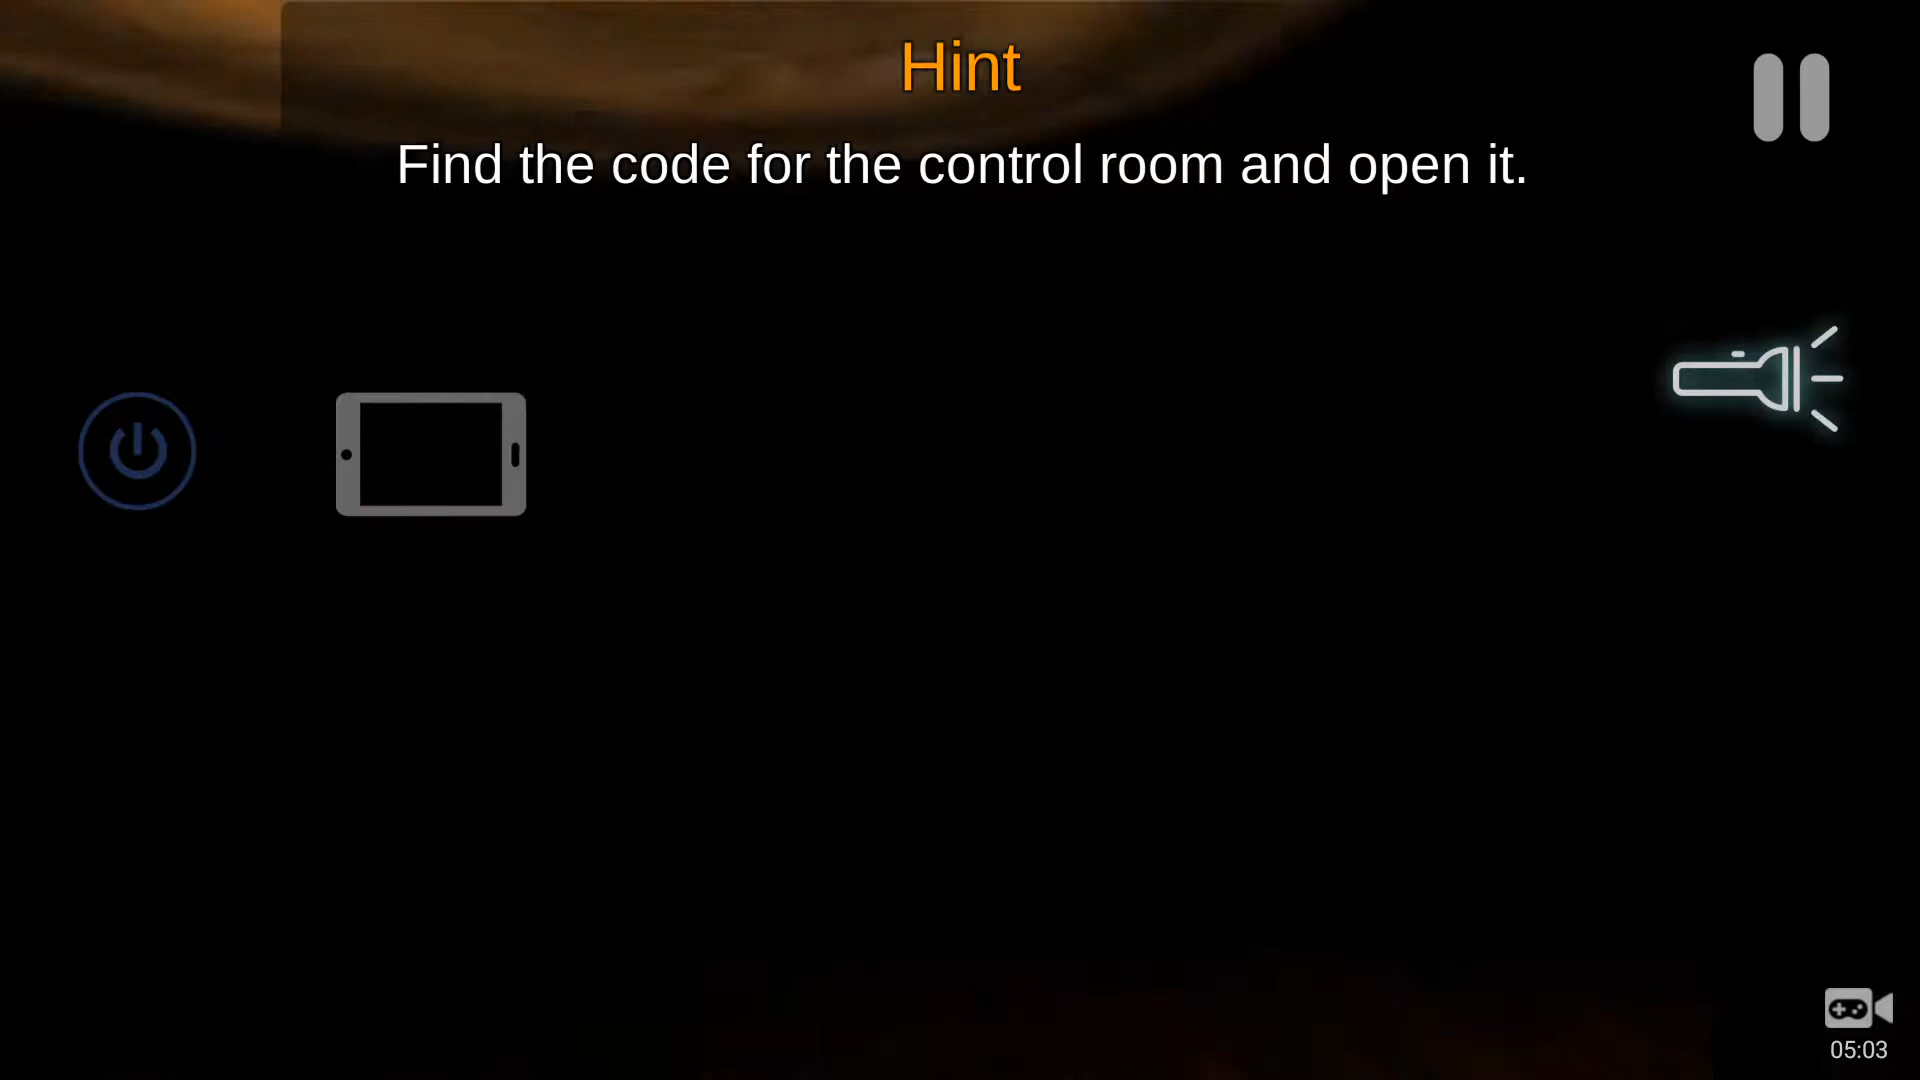 Hint
Find the code for the control room and open it.
05:03